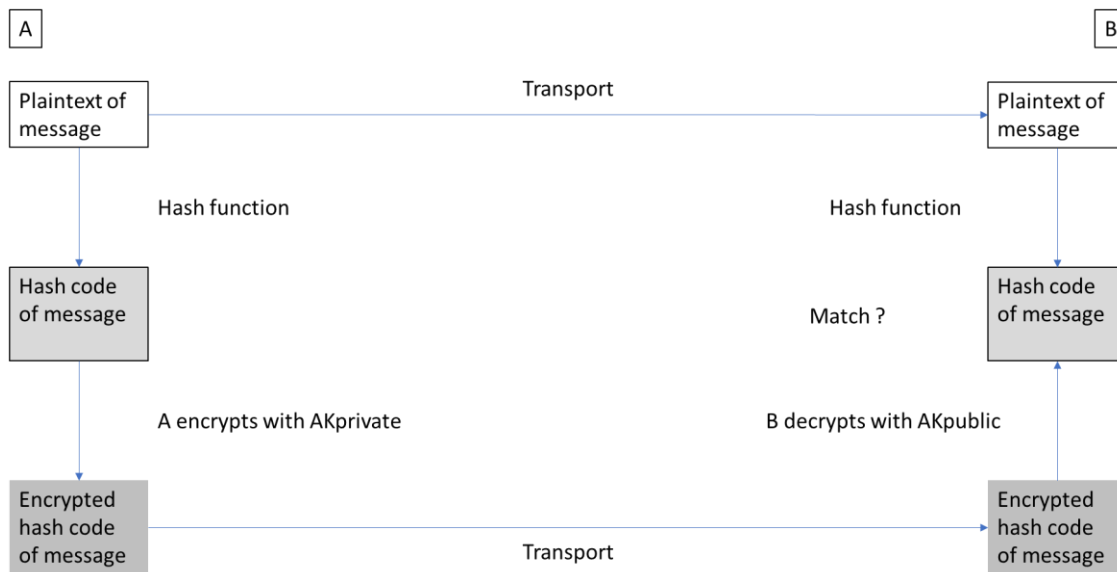 A
B
Transport
Plaintext of
message
Plaintext of
message
Hash function
Hash function
Hash code
of message
Hash code
of message
Match ?
A encrypts with AKprivate
B decrypts with AKpublic
Encrypted
hash code
of message
Encrypted
hash code
of message
Transport